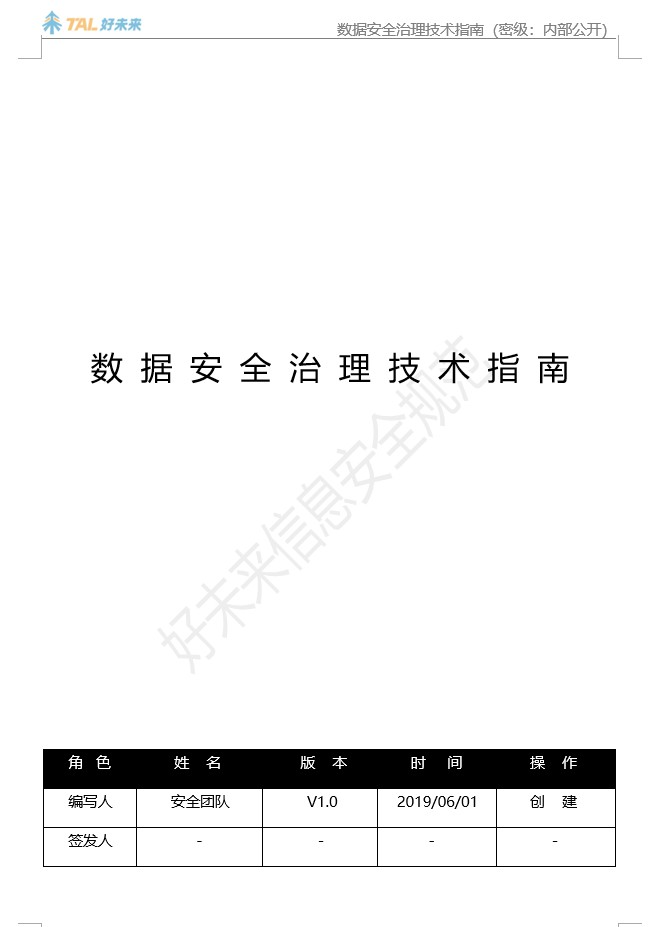 TAL 好未来
数据安全治理技术指南（密级：内部公开）
数据安全治理技术指南
好未来信息安全规范
角 色 姓 名 版 本 时 间 操 作
编写人 安全团队 V1.0 2019/06/01 创 建
签发人 - - - -